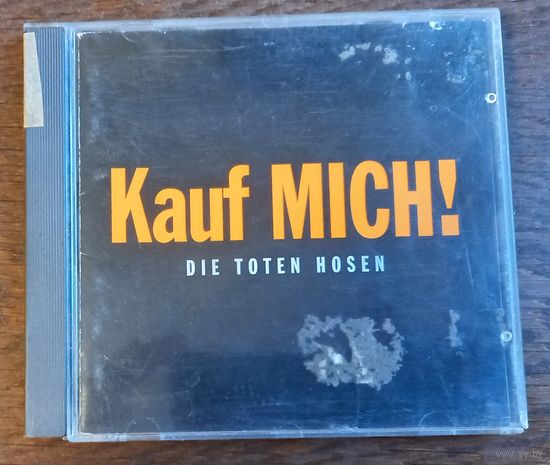 Kauf MICH!
DIE TOTEN HOSEN